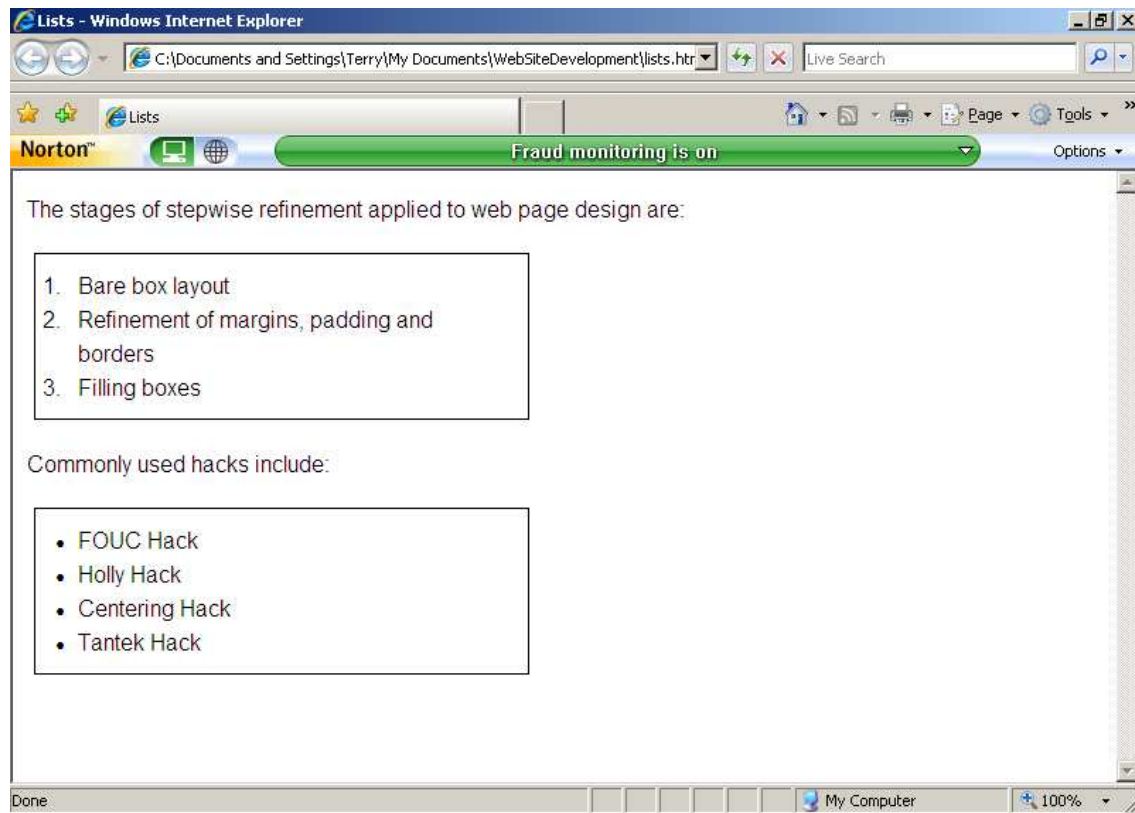 Lists - Windows Internet Explorer
C:\Documents and Settings\Terry\My Documents\WebSiteDevelopment\lists.htr
Live Search
Lists
Page
Tools
»
Norton™
Fraud monitoring is on
Options
The stages of stepwise refinement applied to web page design are:
1. Bare box layout
2. Refinement of margins, padding and
borders
3. Filling boxes
Commonly used hacks include:
• FOUC Hack
• Holly Hack
• Centering Hack
• Tantek Hack
Done
My Computer
100%